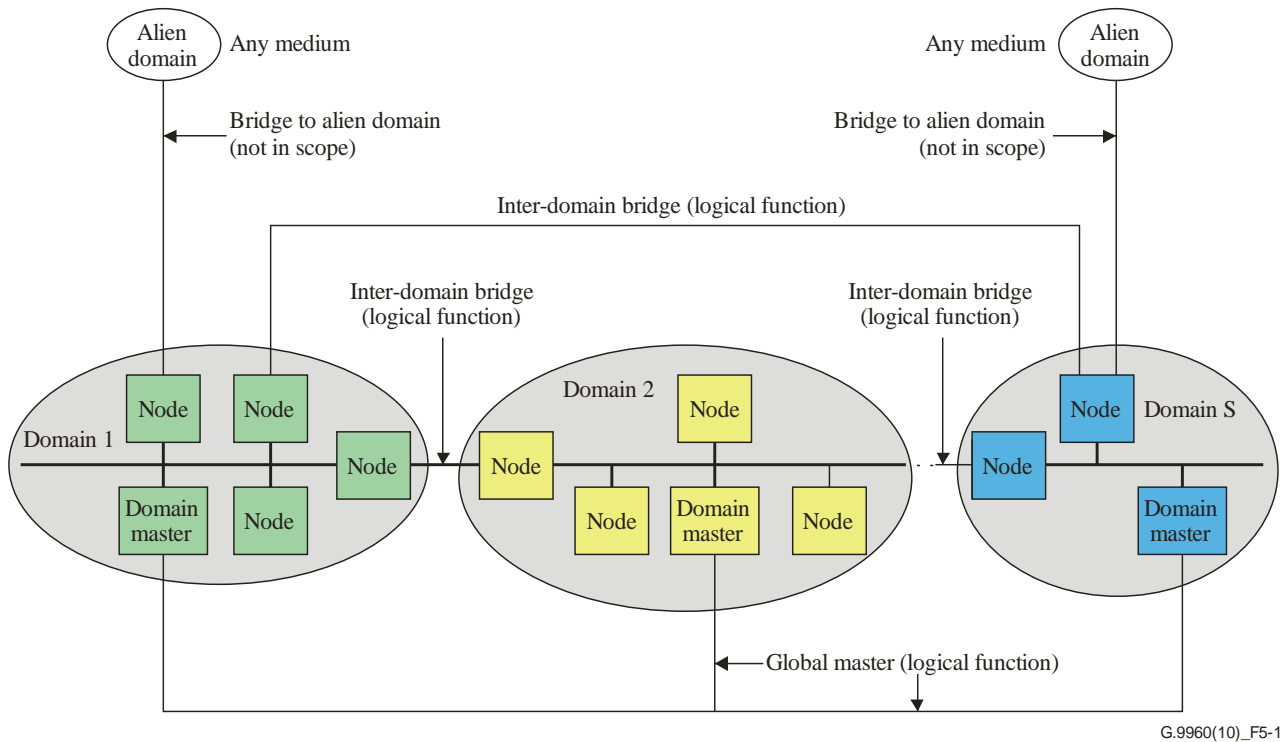 Alien
domain
Any medium
Any medium
Alien
domain
Bridge to alien domain
(not in scope)
Bridge to alien domain
(not in scope)
Inter-domain bridge (logical function)
Inter-domain bridge
(logical function)
Inter-domain bridge
(logical function)
Domain 1
Node
Node
Node
Domain
master
Node
Domain 2
Node
Node
Node
Domain
master
Node
Node
Domain S
Node
Domain
master
Global master (logical function)
G.9960(10)_F5-1